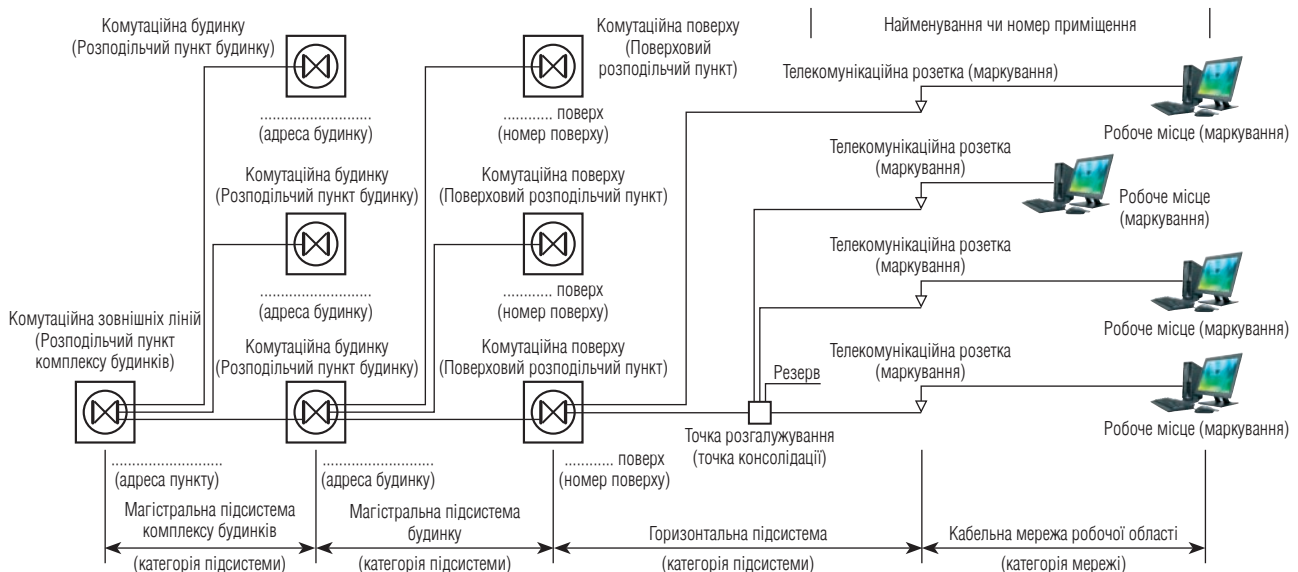 Комутаційна будинку
(Розподільчий пункт будинку)
Комутаційна поверху
(Поверховий
розподільчий пункт)
Найменування чи номер приміщення
Телекомунікаційна розетка (маркування)
Робоче місце (маркування)
.............................
(адреса будинку)
............ поверх
(номер поверху)
Телекомунікаційна розетка
(маркування)
Робоче місце
(маркування)
Комутаційна будинку
(Розподільчий пункт будинку)
Комутаційна поверху
(Поверховий розподільчий пункт)
.............................
(адреса будинку)
............ поверх
(номер поверху)
Телекомунікаційна розетка
(маркування)
Робоче місце (маркування)
Комутаційна зовнішніх ліній
(Розподільчий пункт
комплексу будинків)
Комутаційна будинку
(Розподільчий пункт будинку)
Комутаційна поверху
(Поверховий розподільчий пункт)
Телекомунікаційна розетка
(маркування)
Резерв
Точка розгалужування
(точка консолідації)
Робоче місце (маркування)
.............................
(адреса пункту)
.............................
(адреса будинку)
............ поверх
(номер поверху)
Магістральна підсистема
комплексу будинків
(категорія підсистеми)
Магістральна підсистема
будинку
(категорія підсистеми)
Горизонтальна підсистема
(категорія підсистеми)
Кабельна мережа робочої області
(категорія мережі)